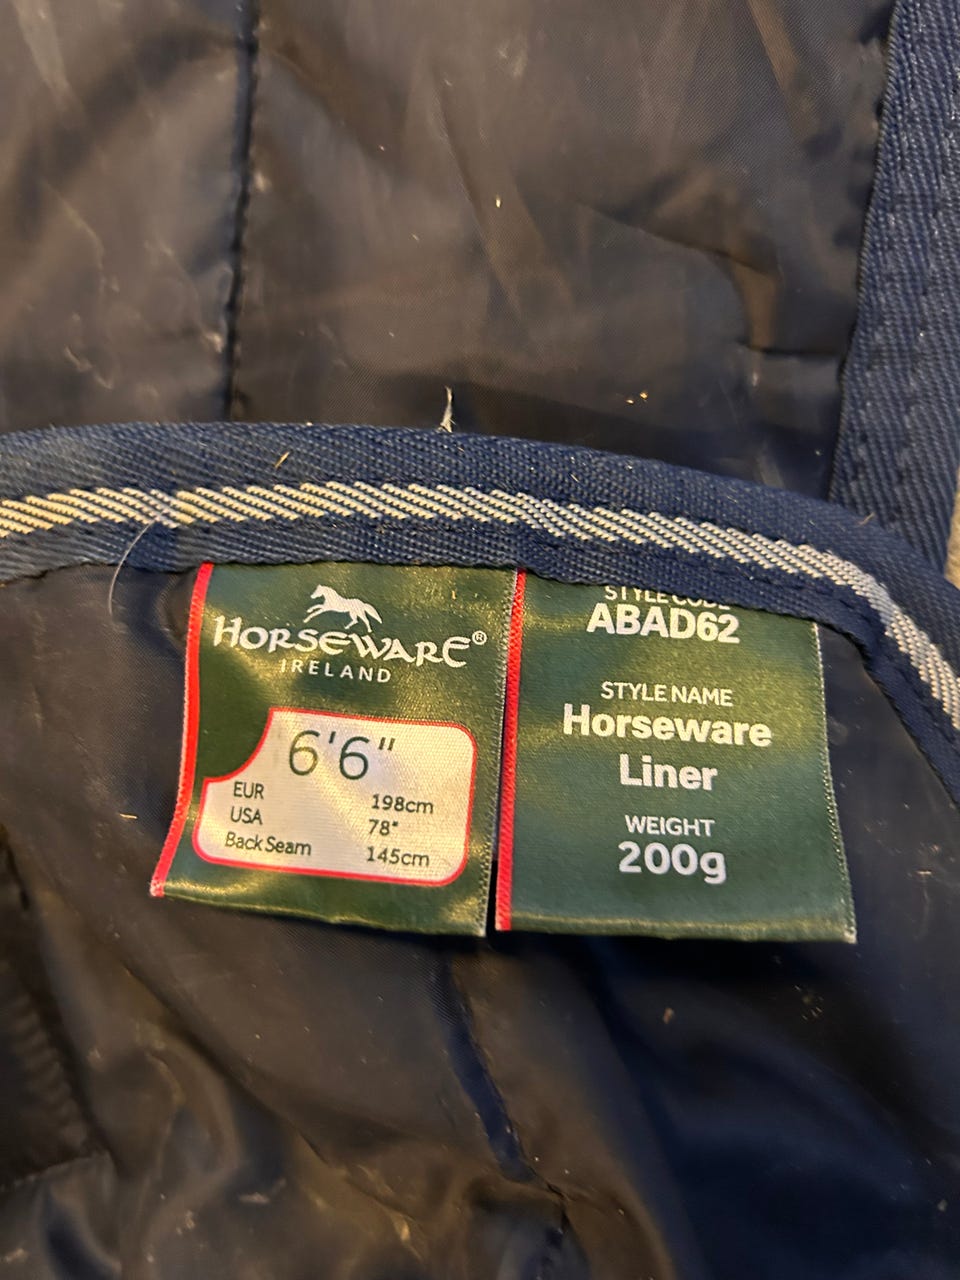 HORSEWARE®
IRELAND
6'6"
EUR 198cm
USA 78"
Back Seam 145cm
STYLE CODE
ABAD62
STYLE NAME
Horseware
Liner
WEIGHT
200g